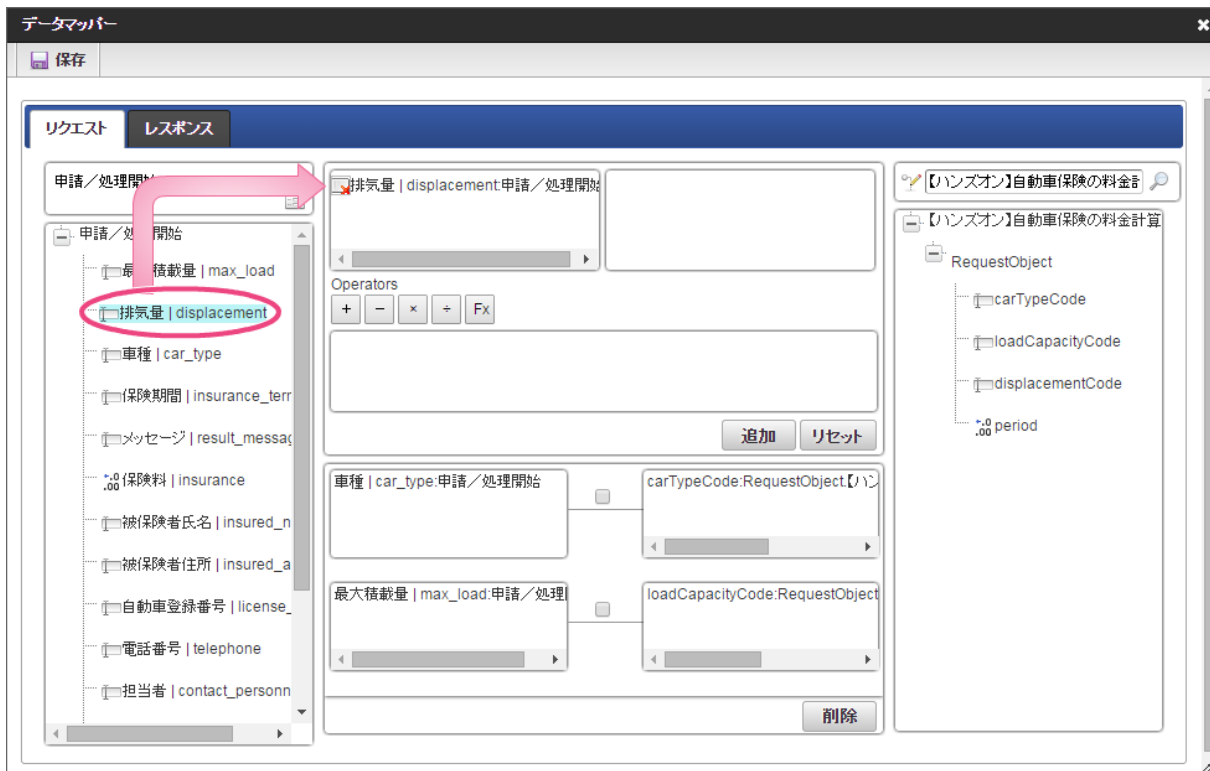 データマッパー
保存
リクエスト
レスポンス
申請／処理開始
申請／処理開始
最大積載量 | max_load
排気量 | displacement
車種 | car_type
保険期間 | insurance_terr
メッセージ | result_messag
保険料 | insurance
被保険者氏名 | insured_n
被保険者住所 | insured_a
自動車登録番号 | license_
電話番号 | telephone
担当者 | contact_personn
排気量 | displacement:申請／処理開始
Operators
+ − × ÷ Fx
追加 リセット
車種 | car_type:申請／処理開始
carTypeCode:RequestObject.【ハン
最大積載量 | max_load:申請／処理
loadCapacityCode:RequestObject
削除
【ハンズオン】自動車保険の料金計
【ハンズオン】自動車保険の料金計算
RequestObject
carTypeCode
loadCapacityCode
displacementCode
period